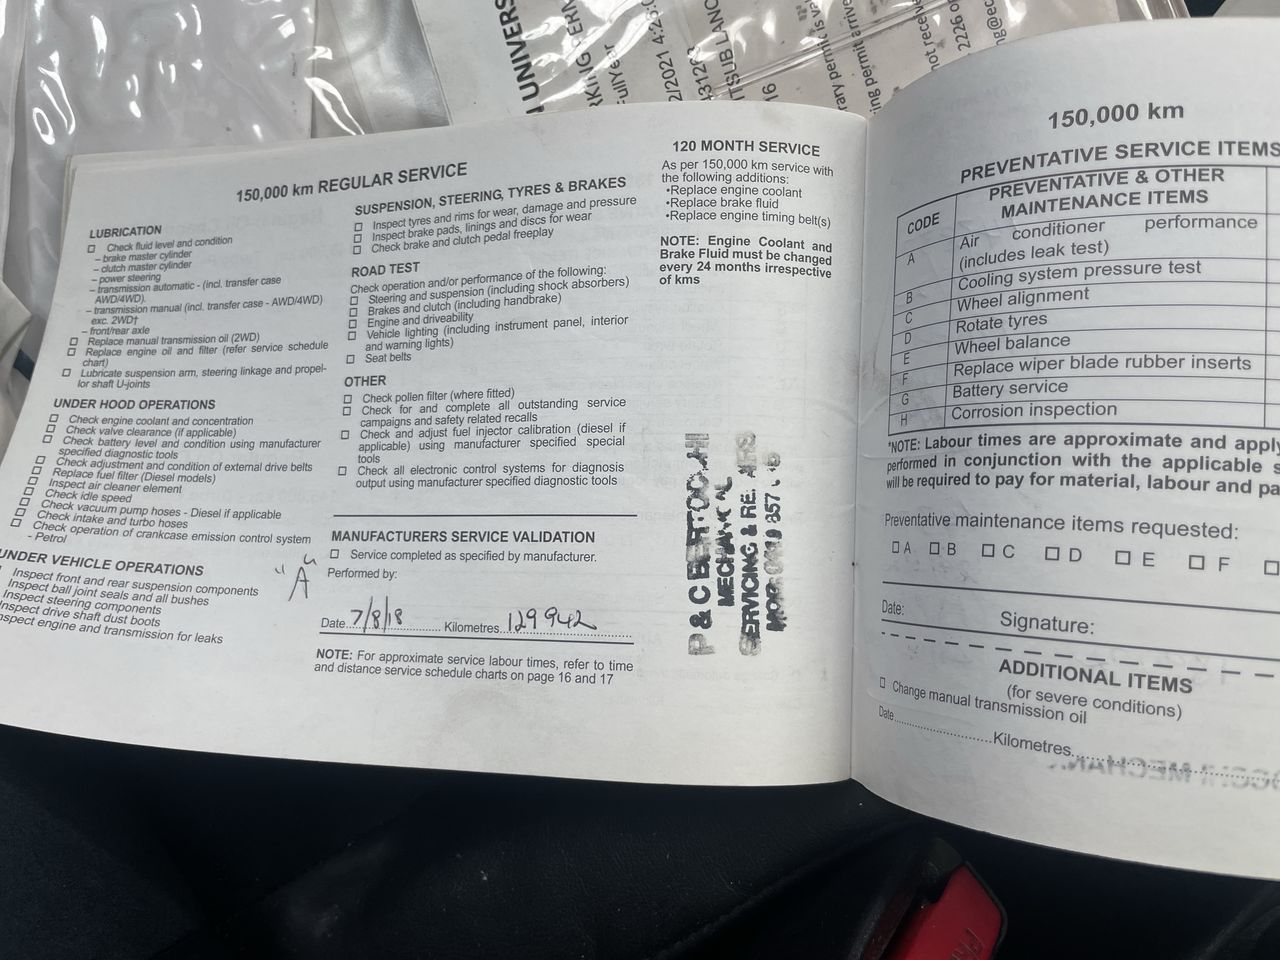 150,000 km REGULAR SERVICE
LUBRICATION
Check fluid level and condition
– brake master cylinder
– clutch master cylinder
– power steering
– transmission automatic - (incl. transfer case
AWD/4WD).
– transmission manual (incl. transfer case - AWD/4WD)
exc. 2WD†
– front/rear axle
Replace manual transmission oil (2WD)
Replace engine oil and filter (refer service schedule
chart)
Lubricate suspension arm, steering linkage and propel-
lor shaft U-joints
UNDER HOOD OPERATIONS
Check engine coolant and concentration
Check valve clearance (if applicable)
Check battery level and condition using manufacturer
specified diagnostic tools
Check adjustment and condition of external drive belts
Replace fuel filter (Diesel models)
Inspect air cleaner element
Check idle speed
Check vacuum pump hoses - Diesel if applicable
Check intake and turbo hoses
Check operation of crankcase emission control system
- Petrol
UNDER VEHICLE OPERATIONS
Inspect front and rear suspension components
Inspect ball joint seals and all bushes
Inspect steering components
Inspect drive shaft dust boots
Inspect engine and transmission for leaks
"A"
SUSPENSION, STEERING, TYRES & BRAKES
Inspect tyres and rims for wear, damage and pressure
Inspect brake pads, linings and discs for wear
Check brake and clutch pedal freeplay
ROAD TEST
Check operation and/or performance of the following:
Steering and suspension (including shock absorbers)
Brakes and clutch (including handbrake)
Engine and driveability
Vehicle lighting (including instrument panel, interior
and warning lights)
Seat belts
OTHER
Check pollen filter (where fitted)
Check for and complete all outstanding service
campaigns and safety related recalls
Check and adjust fuel injector calibration (diesel if
applicable) using manufacturer specified special
tools
Check all electronic control systems for diagnosis
output using manufacturer specified diagnostic tools
MANUFACTURERS SERVICE VALIDATION
Service completed as specified by manufacturer.
Performed by:
Date 7/8/18 Kilometres 129942
NOTE: For approximate service labour times, refer to time
and distance service schedule charts on page 16 and 17
120 MONTH SERVICE
As per 150,000 km service with
the following additions:
•Replace engine coolant
•Replace brake fluid
•Replace engine timing belt(s)
NOTE: Engine Coolant and
Brake Fluid must be changed
every 24 months irrespective
of kms
P & C
SERVICING &
150,000 km
PREVENTATIVE SERVICE ITEMS
CODE PREVENTATIVE & OTHER
MAINTENANCE ITEMS
A Air conditioner performance
(includes leak test)
B Cooling system pressure test
C Wheel alignment
D Rotate tyres
E Wheel balance
F Replace wiper blade rubber inserts
G Battery service
H Corrosion inspection
*NOTE: Labour times are approximate and apply
performed in conjunction with the applicable
will be required to pay for material, labour and
Preventative maintenance items requested:
A B C D E F
Date: Signature:
ADDITIONAL ITEMS
(for severe conditions)
Change manual transmission oil
Date Kilometres